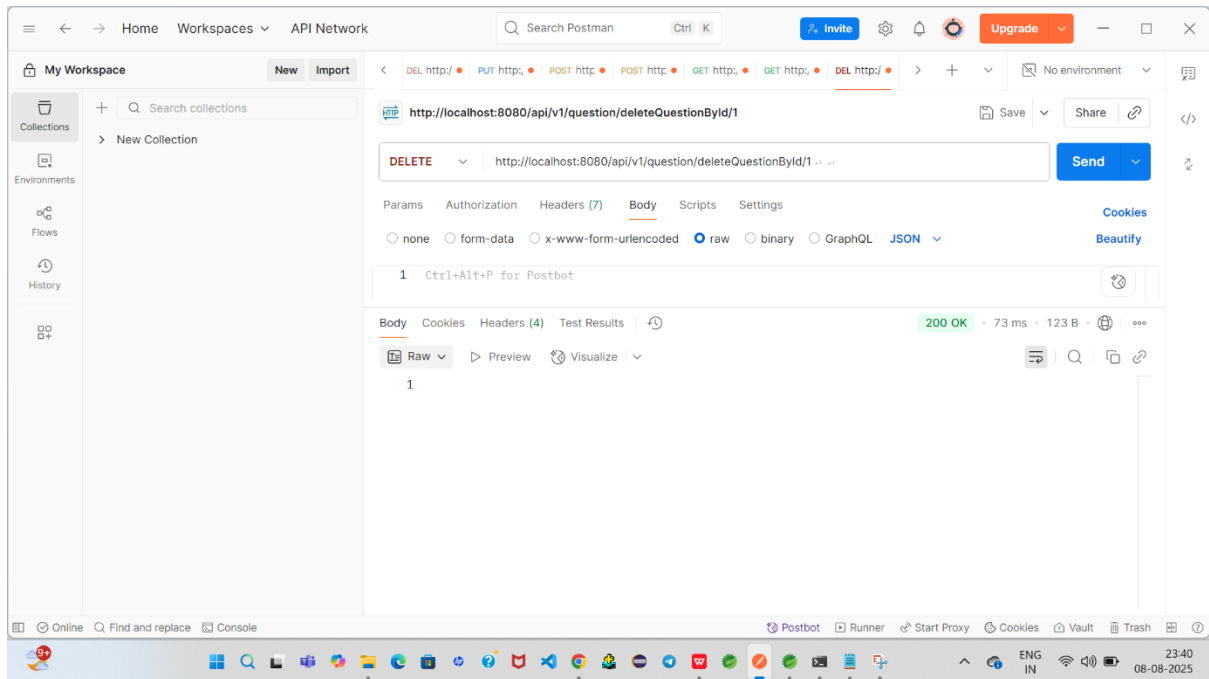 Home Workspaces API Network Search Postman Ctrl K Invite Upgrade
My Workspace New Import DEL http:/ PUT http:, POST http POST http GET http:, GET http:, DEL http:/ No environment
Collections
Environments
Flows
History
Search collections
New Collection
HTTP http://localhost:8080/api/v1/question/deleteQuestionById/1 Save Share
DELETE http://localhost:8080/api/v1/question/deleteQuestionById/1 Send
Params Authorization Headers (7) Body Scripts Settings Cookies
none form-data x-www-form-urlencoded raw binary GraphQL JSON Beautify
1 Ctrl+Alt+P for Postbot
Body Cookies Headers (4) Test Results 200 OK 73 ms 123 B
Raw Preview Visualize
1
Online Find and replace Console Postbot Runner Start Proxy Cookies Vault Trash
9+ ENG 23:40
IN 08-08-2025